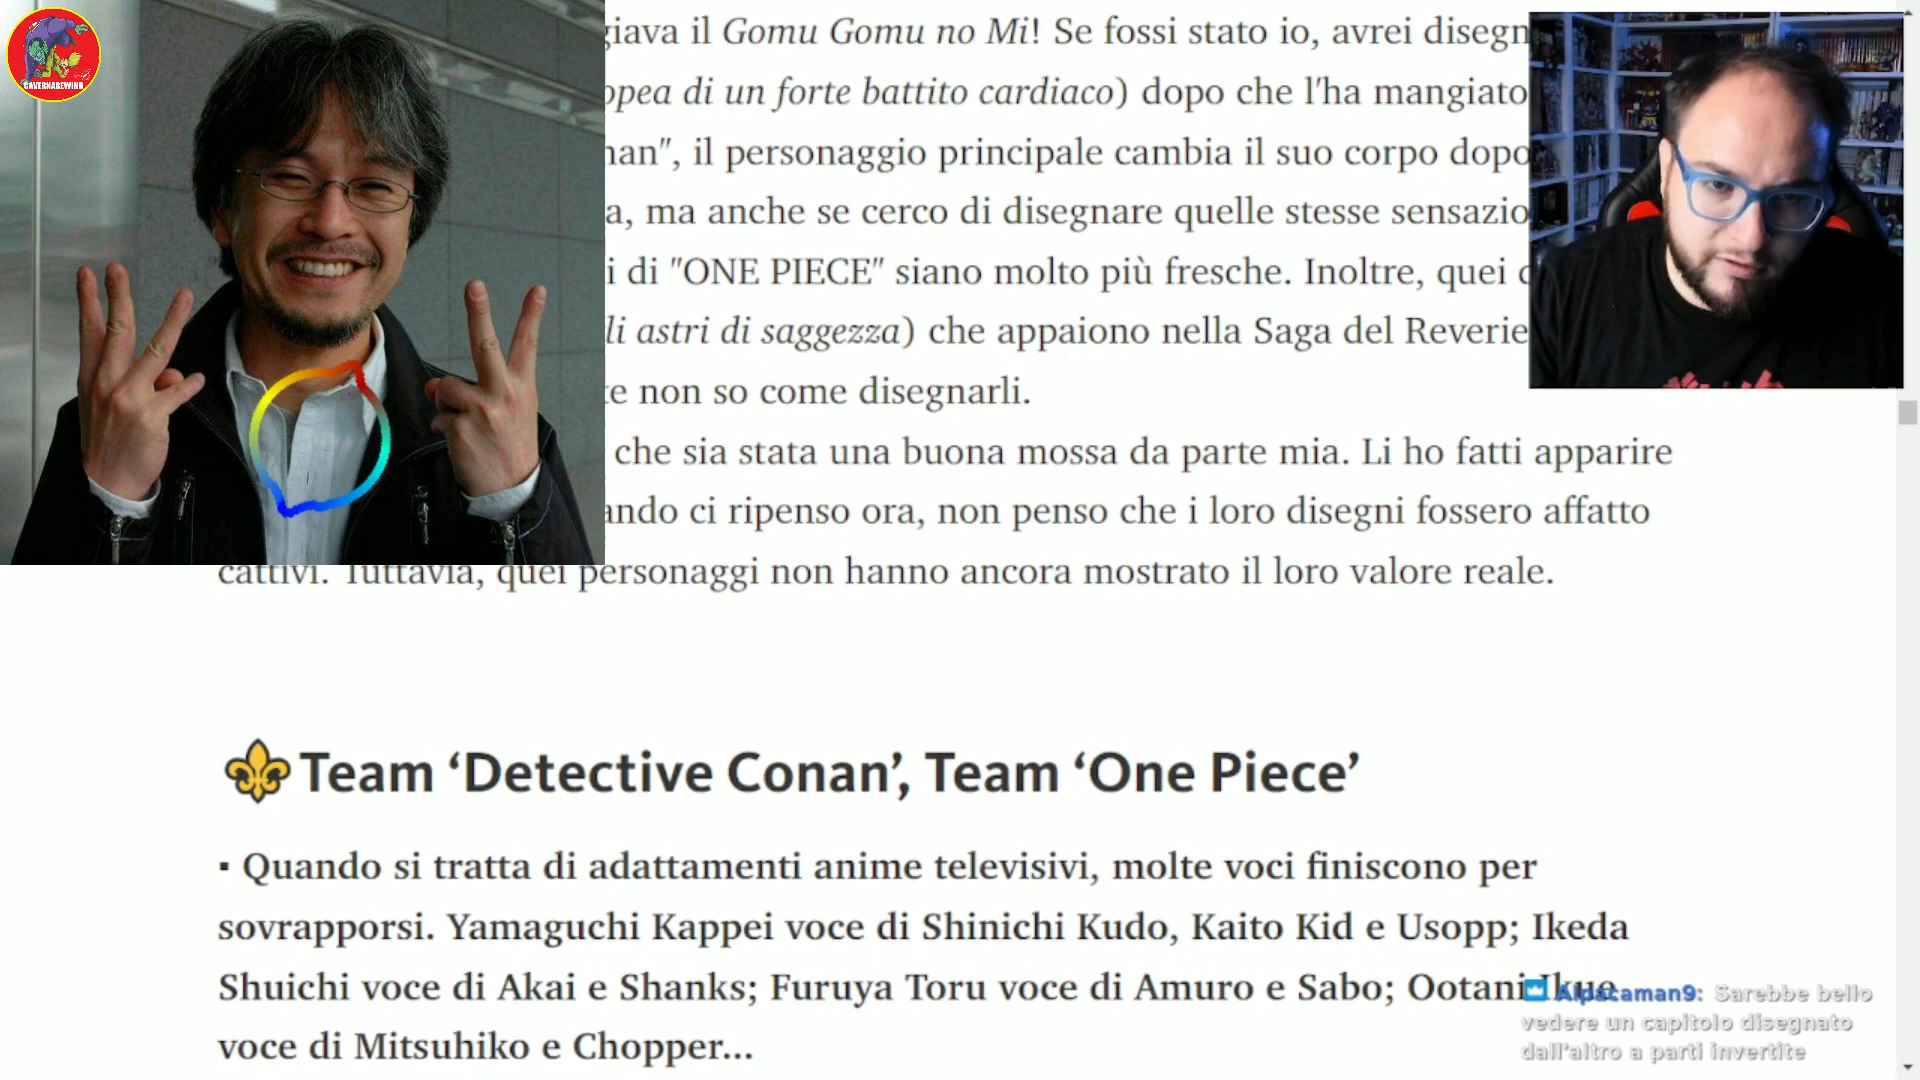 CAVERNAREWIND
giava il Gomu Gomu no Mi! Se fossi stato io, avrei disegn
opea di un forte battito cardiaco) dopo che l'ha mangiato
nan", il personaggio principale cambia il suo corpo dopo
a, ma anche se cerco di disegnare quelle stesse sensazio
i di "ONE PIECE" siano molto più fresche. Inoltre, quei
li astri di saggezza) che appaiono nella Saga del Reverie
te non so come disegnarli.
che sia stata una buona mossa da parte mia. Li ho fatti apparire
ando ci ripenso ora, non penso che i loro disegni fossero affatto
cattivi. Tuttavia, quei personaggi non hanno ancora mostrato il loro valore reale.
Team ‘Detective Conan’, Team ‘One Piece’
▪ Quando si tratta di adattamenti anime televisivi, molte voci finiscono per
sovrapporsi. Yamaguchi Kappei voce di Shinichi Kudo, Kaito Kid e Usopp; Ikeda
Shuichi voce di Akai e Shanks; Furuya Toru voce di Amuro e Sabo; Ootani Ikue
voce di Mitsuhiko e Chopper...
Alpacaman9: Sarebbe bello
vedere un capitolo disegnato
dall'altro a parti invertite